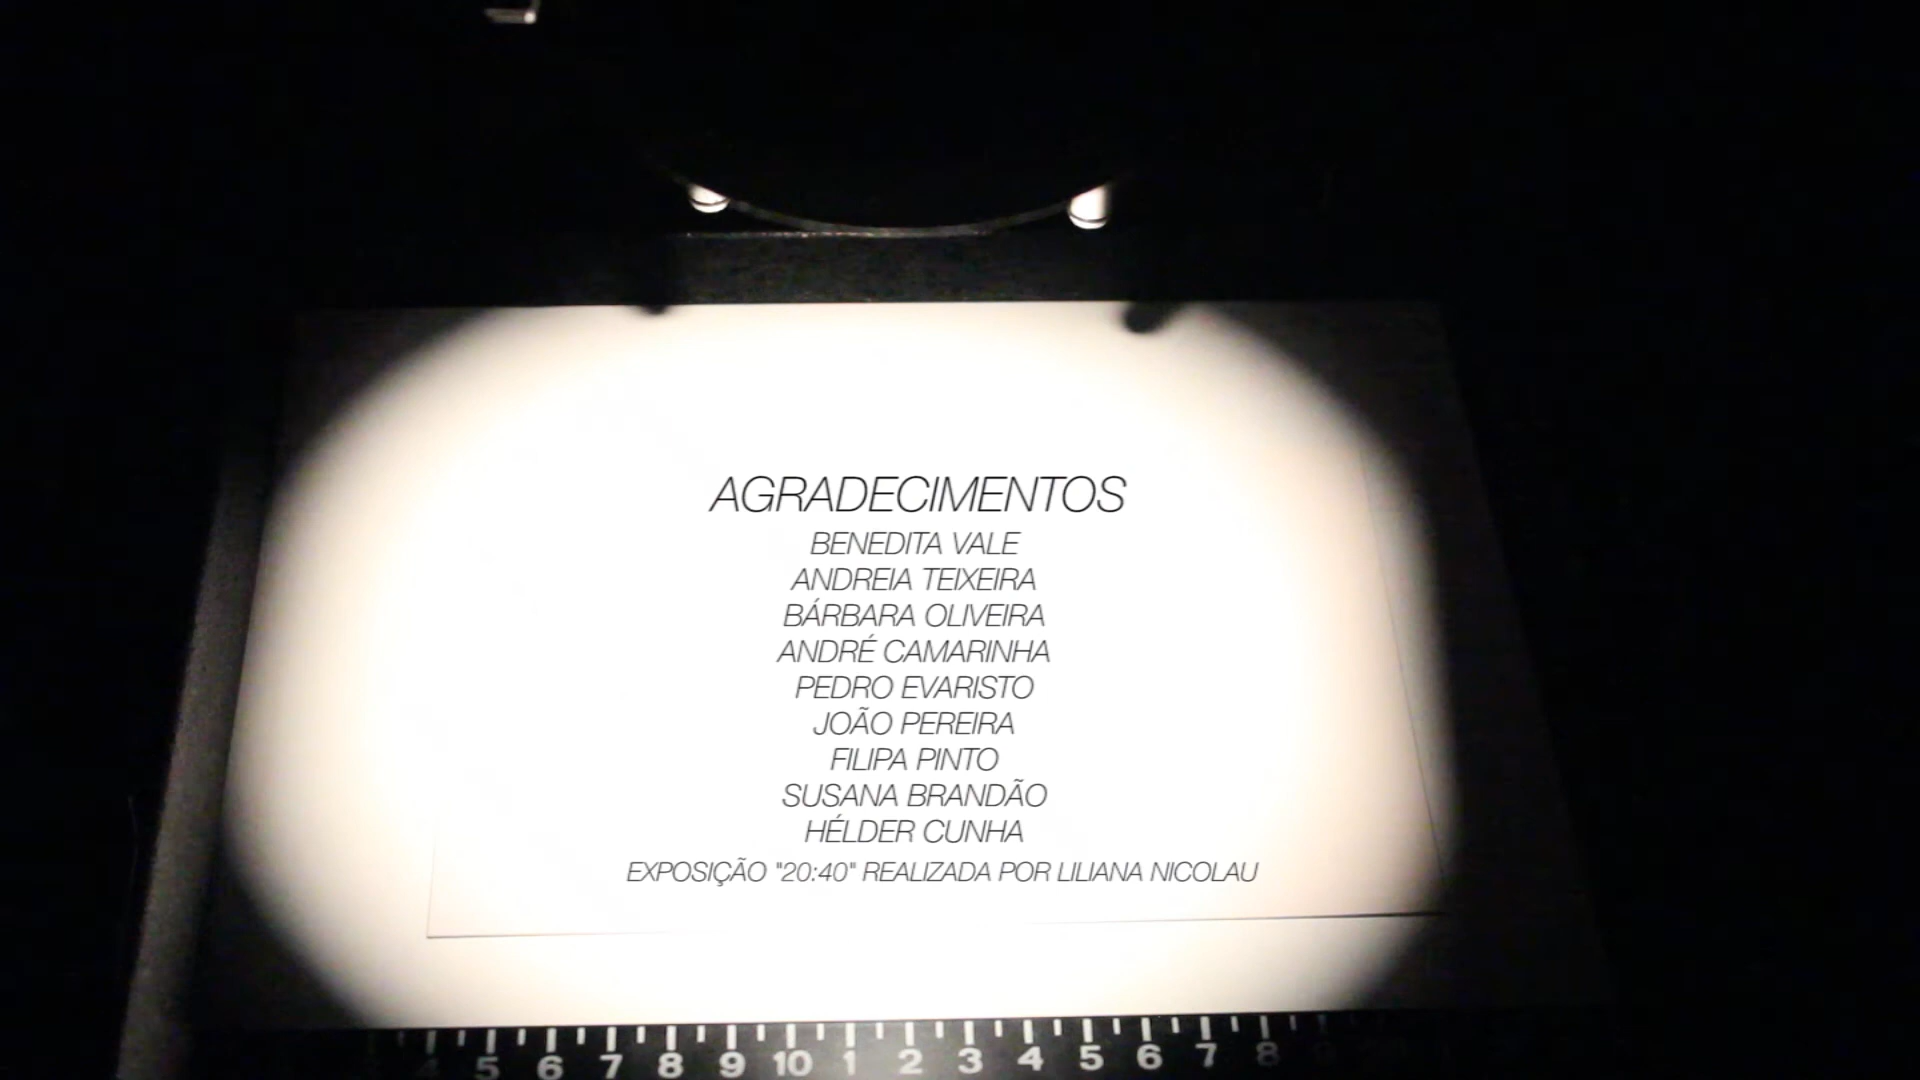 AGRADECIMENTOS
BENEDITA VALE
ANDREIA TEIXEIRA
BÁRBARA OLIVEIRA
ANDRÉ CAMARINHA
PEDRO EVARISTO
JOÃO PEREIRA
FILIPA PINTO
SUSANA BRANDÃO
HÉLDER CUNHA
EXPOSIÇÃO "20:40" REALIZADA POR LILIANA NICOLAU
4 5 6 7 8 9 10 1 2 3 4 5 6 7 8 9